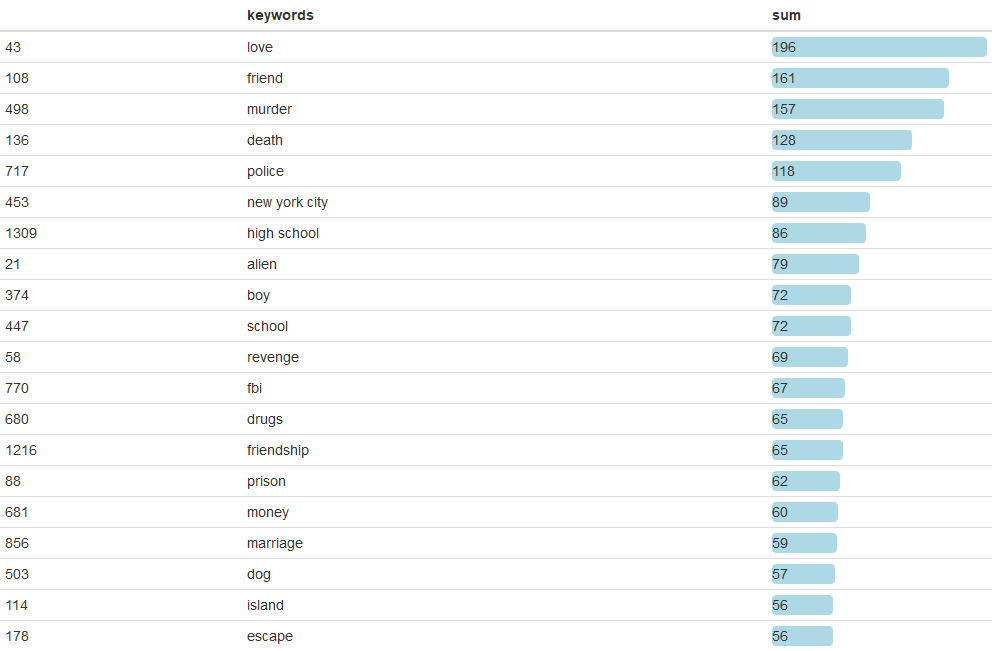 keywords sum
43 love 196
108 friend 161
498 murder 157
136 death 128
717 police 118
453 new york city 89
1309 high school 86
21 alien 79
374 boy 72
447 school 72
58 revenge 69
770 fbi 67
680 drugs 65
1216 friendship 65
88 prison 62
681 money 60
856 marriage 59
503 dog 57
114 island 56
178 escape 56